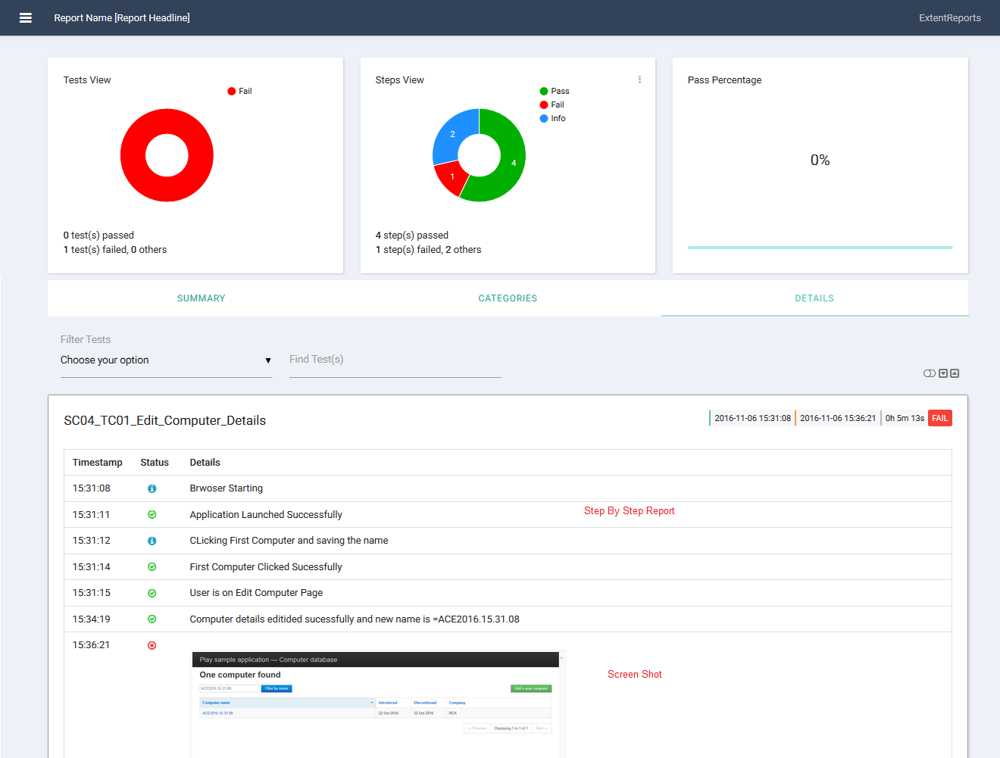 Report Name [Report Headline]
ExtentReports
Tests View
Fail
0 test(s) passed
1 test(s) failed, 0 others
Steps View
Pass
Fail
Info
2
4
1
4 step(s) passed
1 step(s) failed, 2 others
Pass Percentage
0%
SUMMARY
CATEGORIES
DETAILS
Filter Tests
Choose your option
Find Test(s)
SC04_TC01_Edit_Computer_Details
2016-11-06 15:31:08 2016-11-06 15:36:21 0h 5m 13s FAIL
Timestamp Status Details
15:31:08 Brwoser Starting
15:31:11 Application Launched Successfully
Step By Step Report
15:31:12 CLicking First Computer and saving the name
15:31:14 First Computer Clicked Sucessfully
15:31:15 User is on Edit Computer Page
15:34:19 Computer details editided sucessfully and new name is =ACE2016.15.31.08
15:36:21
Play sample application — Computer database
One computer found
Screen Shot
ACE2016.15.31.08 Filter by name Add a new computer
Computer name Introduced Discontinued Company
ACE2016.15.31.08 22 Oct 2016 22 Oct 2016 RCA
← Previous Displaying 1 to 1 of 1 Next →